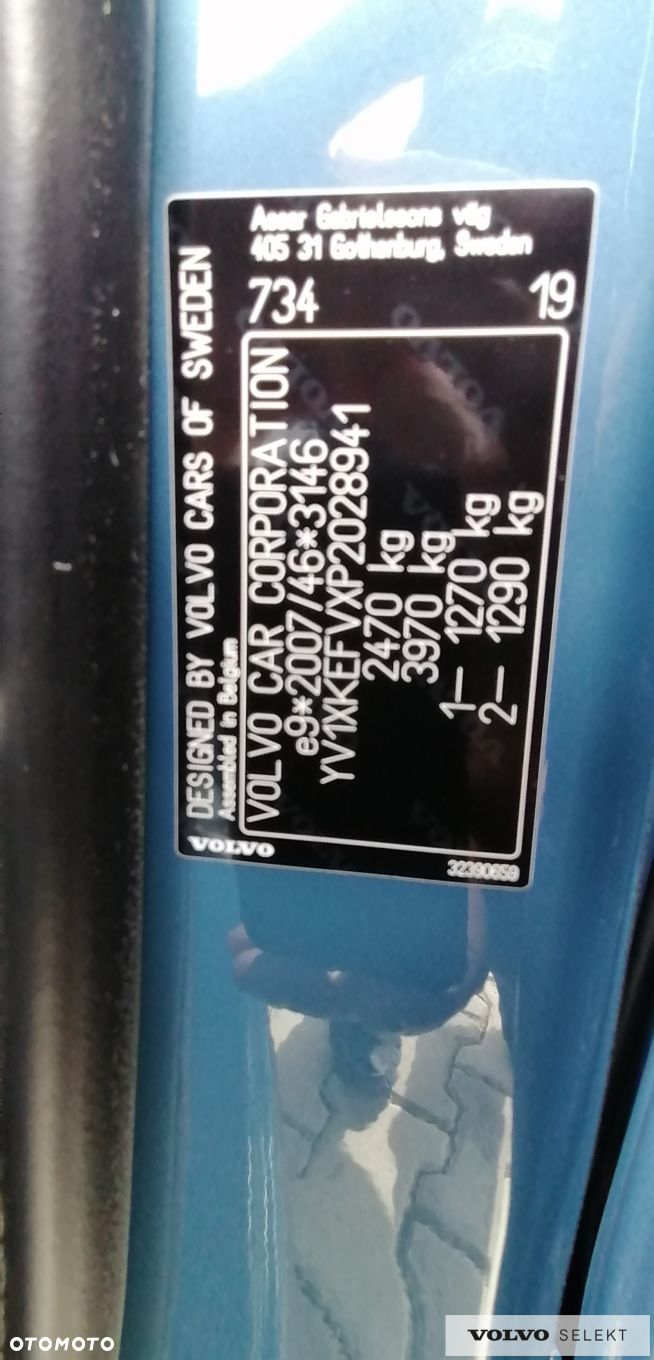 Asser Gabrielssons väg
405 31 Gothenburg, Sweden
734 19
DESIGNED BY VOLVO CARS OF SWEDEN
Assembled in Belgium
VOLVO CAR CORPORATION
e9*2007/46*3146
YV1XKEFVXP2028941
2470 kg
3970 kg
1– 1270 kg
2– 1290 kg
VOLVO
32390659
OTOMOTO
VOLVO SELEKT